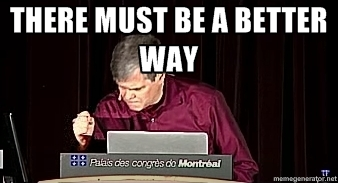 THERE MUST BE A BETTER
WAY
Palais des congrès de Montréal
memegenerator.net